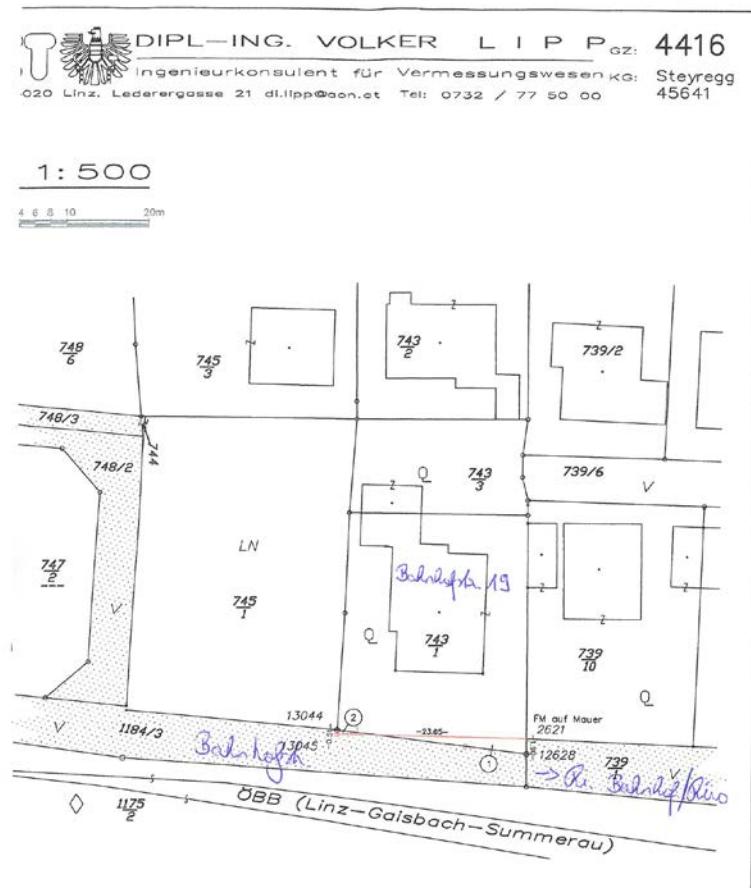 DIPL-ING. VOLKER LIPP GZ: 4416
Ingenieurkonsulent für Vermessungswesen KG: Steyregg
020 Linz, Lederergasse 21 di.lipp@aon.at Tel: 0732 / 77 50 00 45641
1:500
4 6 8 10 20m
748/6
745/3
743/2
739/2
748/3
744
748/2
743/3
739/6
Q
V
LN
747/2
Bahnhofstr. 19
745/1
V
Q
743/1
739/10
Q
13044
2
FM auf Mauer
2621
V
1184/3
Bahnhofstr.
13045
-23.65-
1
12628
739
V
-> Ri. Bahnhof/Büro
1175/2
ÖBB (Linz-Gaisbach-Summerau)